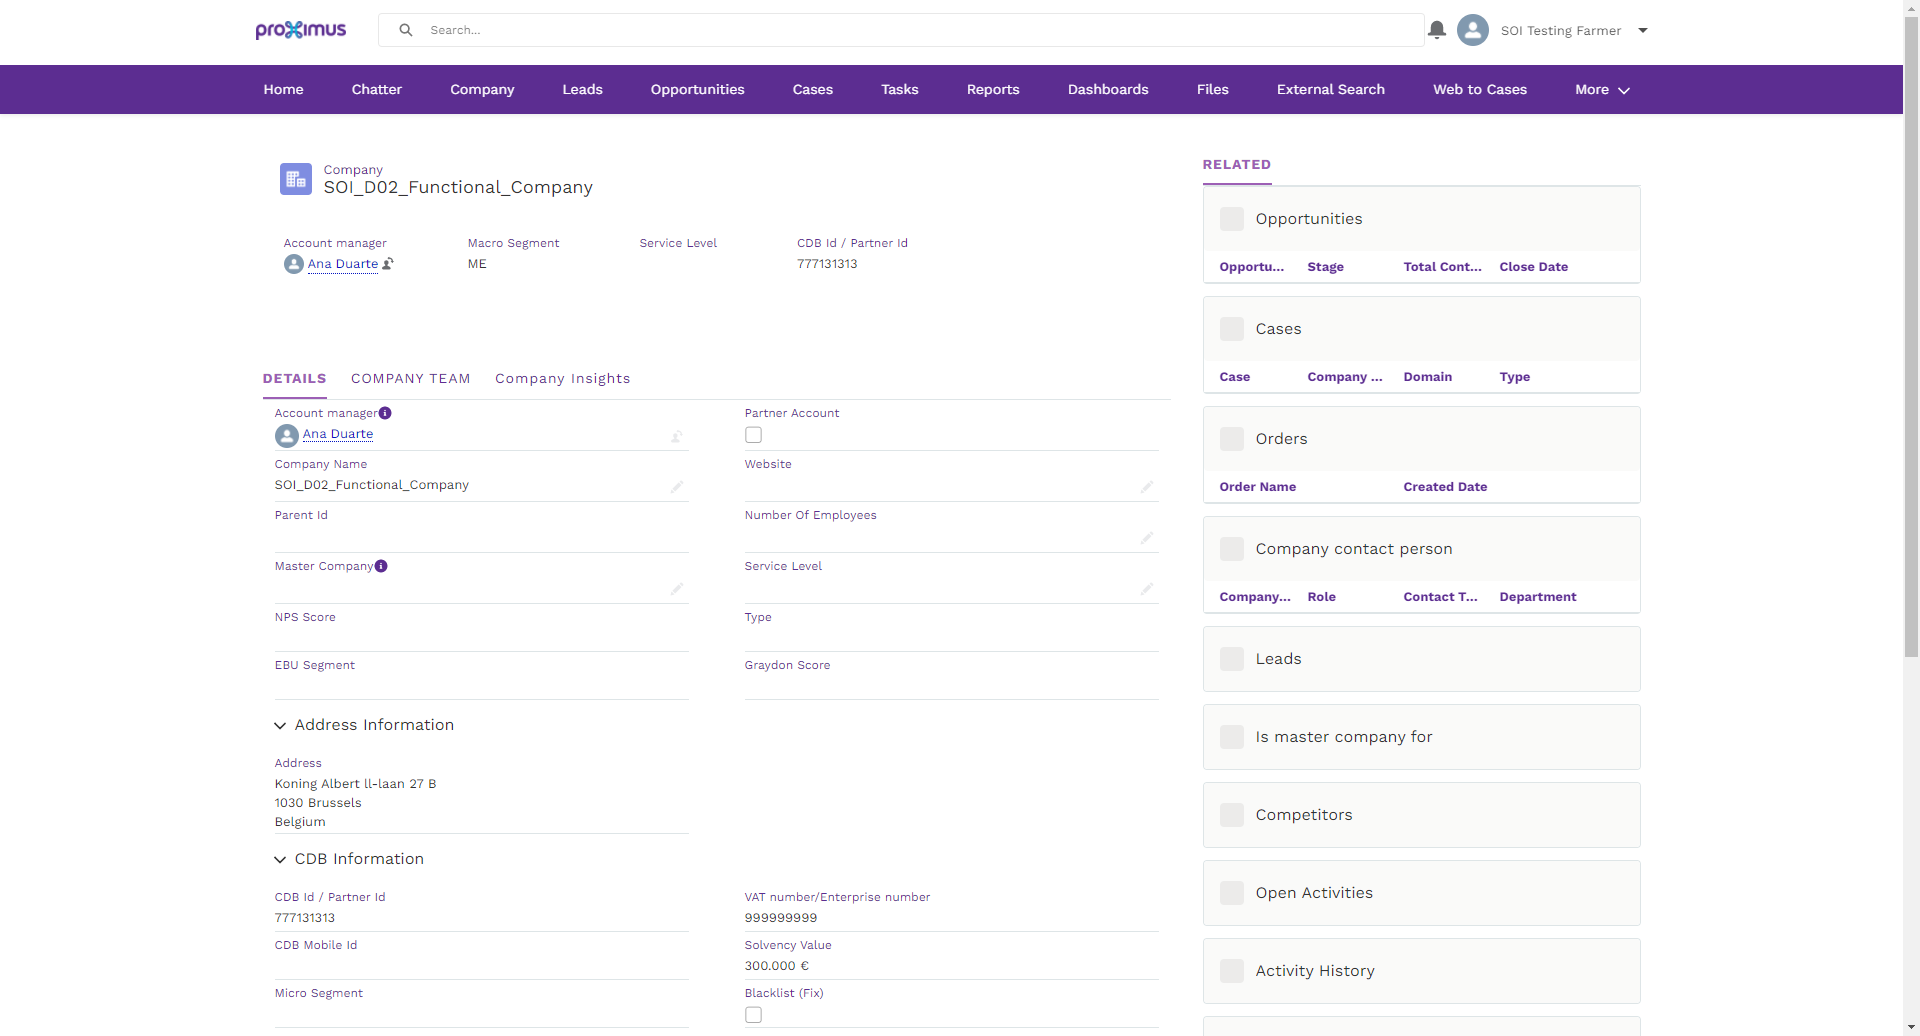 proximus
Search...
SOI Testing Farmer
Home
Chatter
Company
Leads
Opportunities
Cases
Tasks
Reports
Dashboards
Files
External Search
Web to Cases
More
Company
SOI_D02_Functional_Company
Account manager
Ana Duarte
Macro Segment
ME
Service Level
CDB Id / Partner Id
777131313
DETAILS
COMPANY TEAM
Company Insights
Account manager
Ana Duarte
Partner Account
Company Name
SOI_D02_Functional_Company
Website
Parent Id
Number Of Employees
Master Company
Service Level
NPS Score
Type
EBU Segment
Graydon Score
Address Information
Address
Koning Albert ll-laan 27 B
1030 Brussels
Belgium
CDB Information
CDB Id / Partner Id
777131313
VAT number/Enterprise number
999999999
CDB Mobile Id
Solvency Value
300.000 €
Micro Segment
Blacklist (Fix)
RELATED
Opportunities
Opportu...
Stage
Total Cont...
Close Date
Cases
Case
Company ...
Domain
Type
Orders
Order Name
Created Date
Company contact person
Company...
Role
Contact T...
Department
Leads
Is master company for
Competitors
Open Activities
Activity History